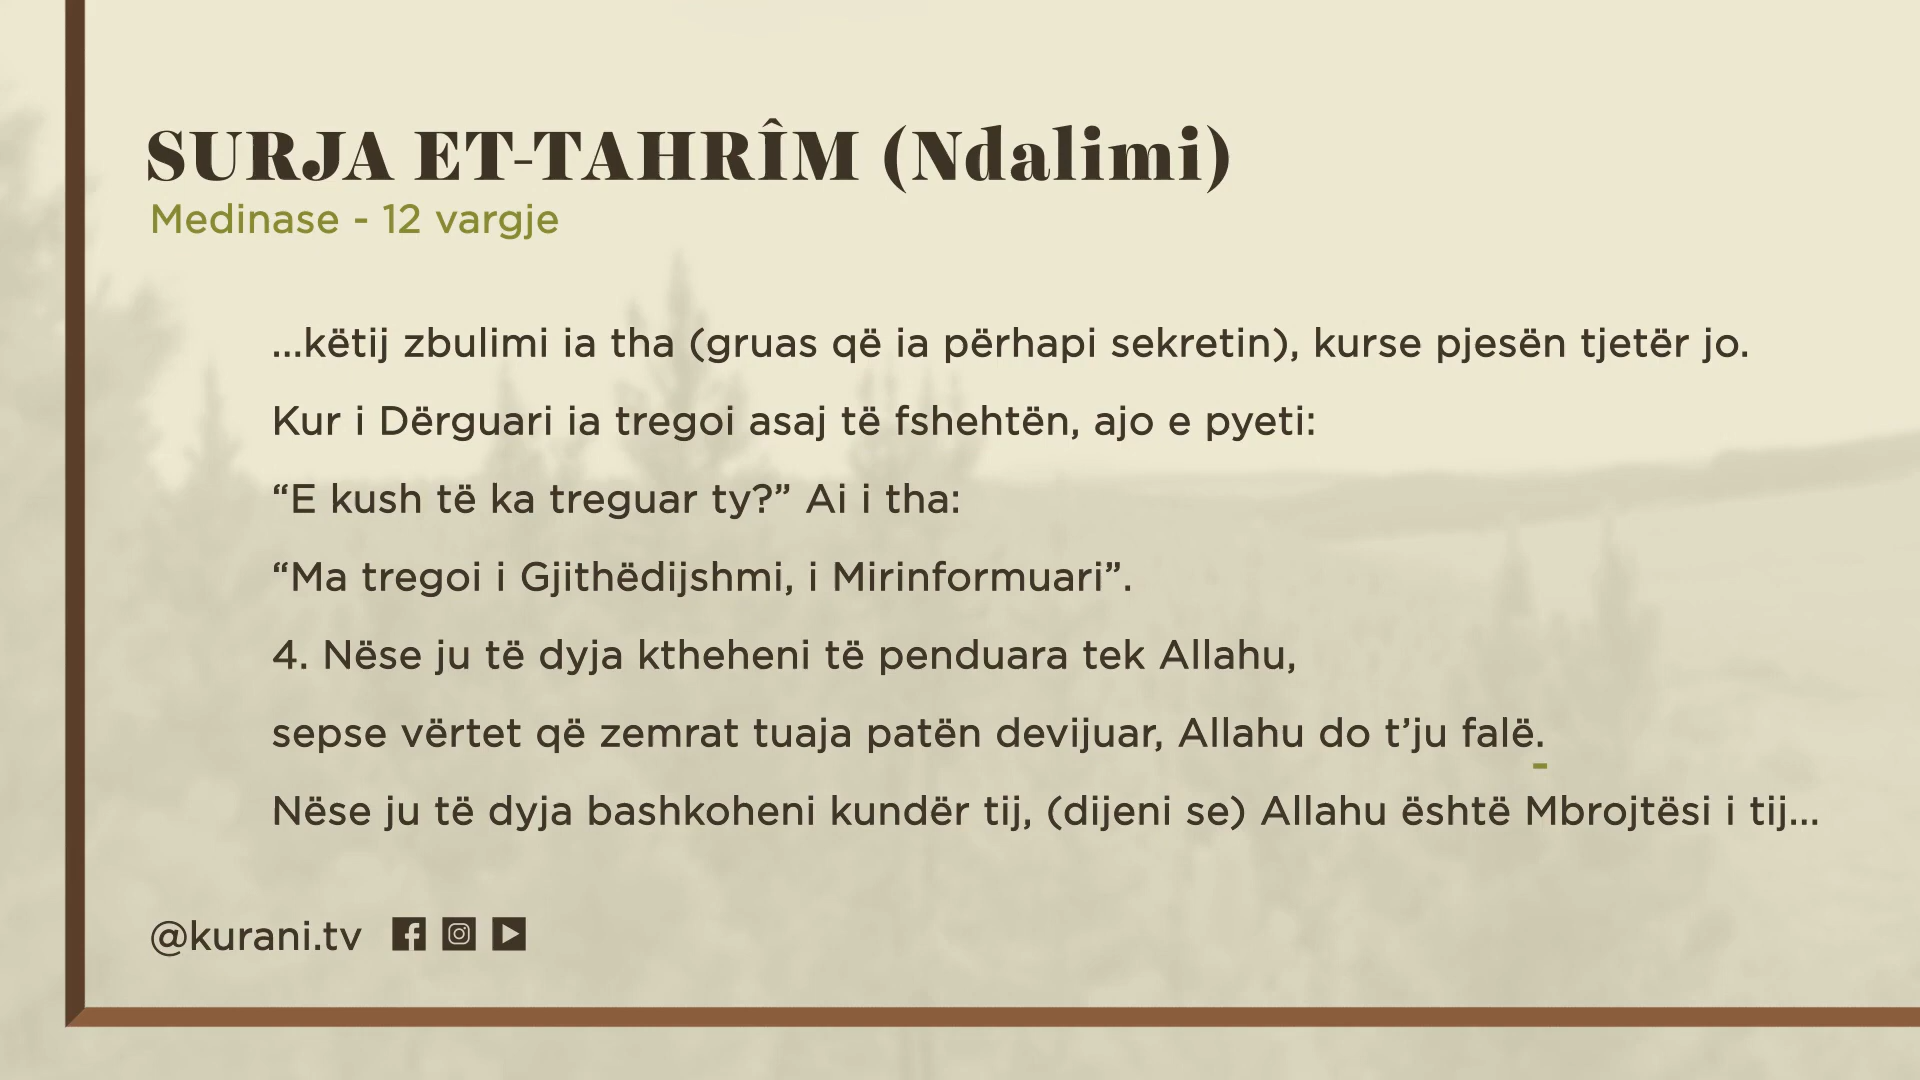 SURJA ET-TAHRÎM (Ndalimi)
Medinase - 12 vargje
...këtij zbulimi ia tha (gruas që ia përhapi sekretin), kurse pjesën tjetër jo.
Kur i Dërguari ia tregoi asaj të fshehtën, ajo e pyeti:
“E kush të ka treguar ty?” Ai i tha:
“Ma tregoi i Gjithëdijshmi, i Mirinformuari”.
4. Nëse ju të dyja ktheheni të penduara tek Allahu,
sepse vërtet që zemrat tuaja patën devijuar, Allahu do t’ju falë.
Nëse ju të dyja bashkoheni kundër tij, (dijeni se) Allahu është Mbrojtësi i tij...
@kurani.tv